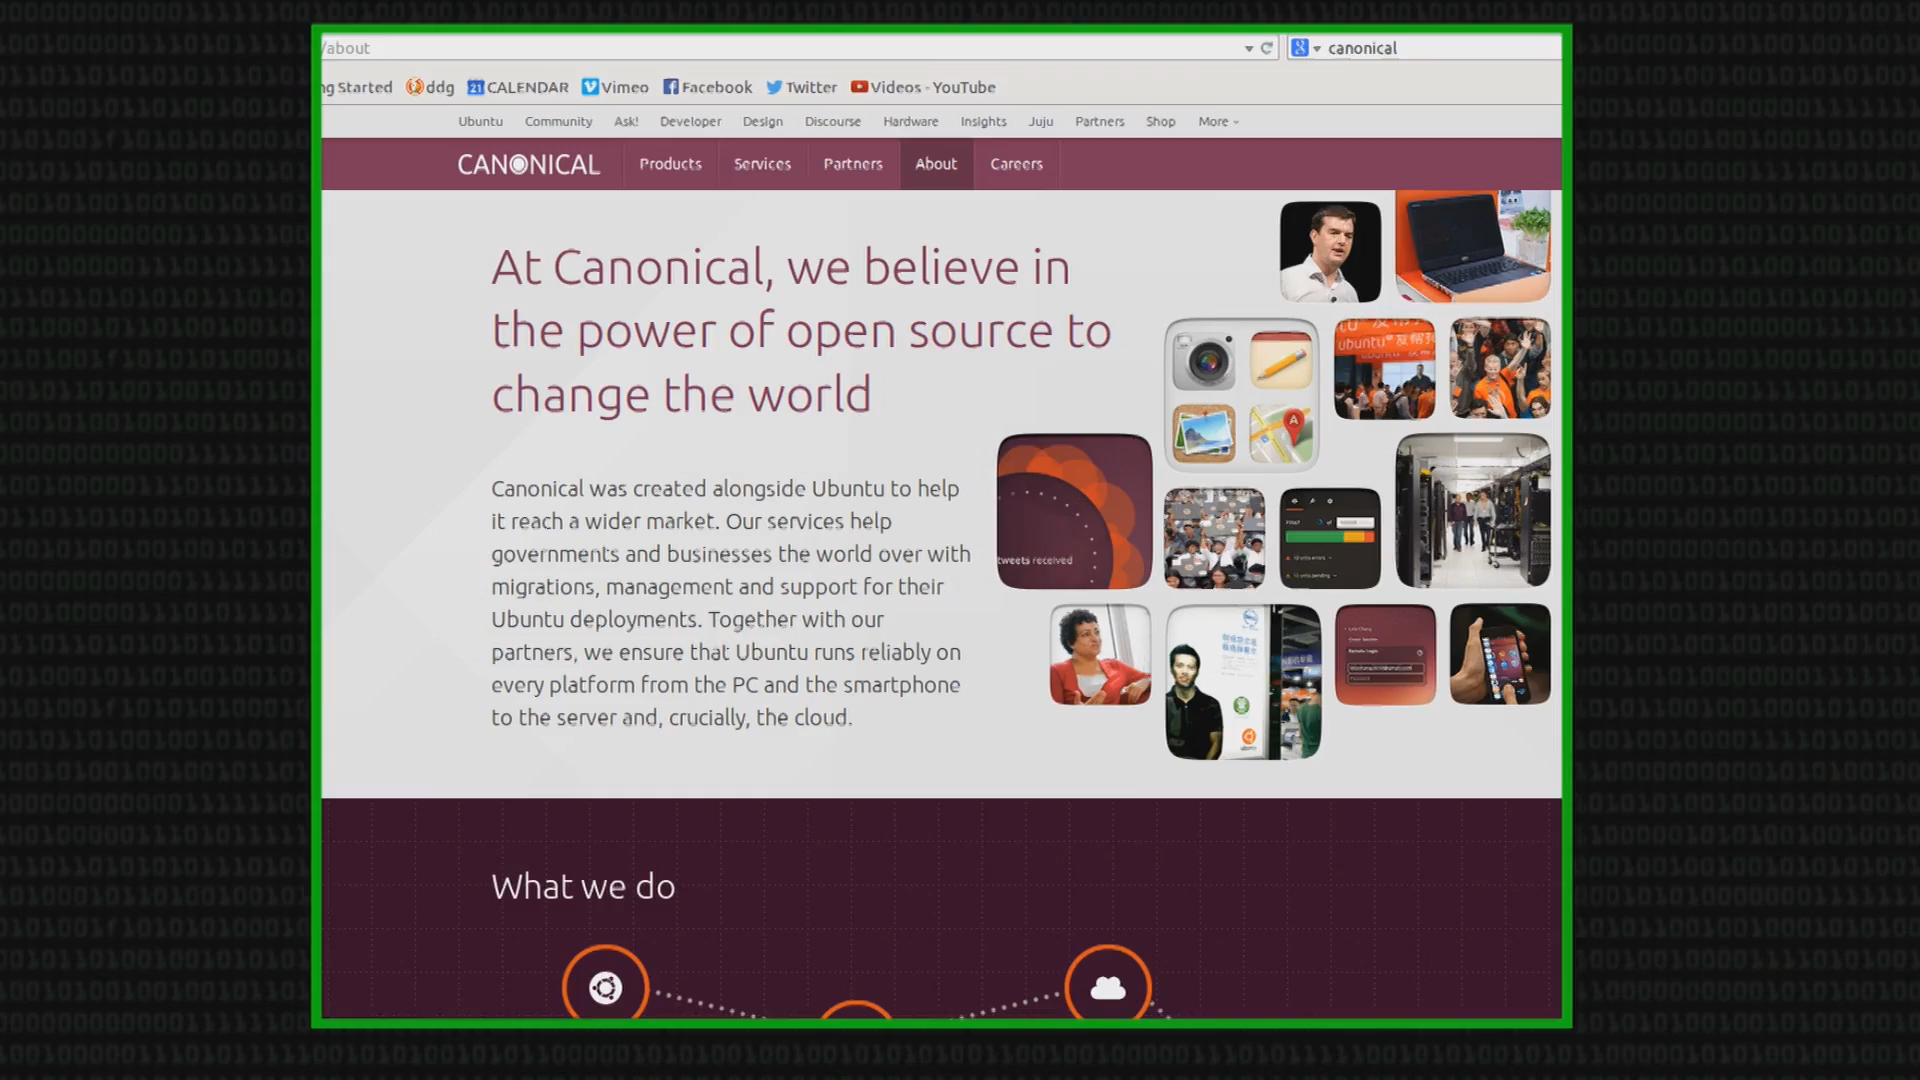 /about
canonical
ng Started
ddg
CALENDAR
Vimeo
Facebook
Twitter
Videos - YouTube
Ubuntu
Community
Ask!
Developer
Design
Discourse
Hardware
Insights
Juju
Partners
Shop
More
CANONICAL
Products
Services
Partners
About
Careers
At Canonical, we believe in
the power of open source to
change the world
Canonical was created alongside Ubuntu to help
it reach a wider market. Our services help
governments and businesses the world over with
migrations, management and support for their
Ubuntu deployments. Together with our
partners, we ensure that Ubuntu runs reliably on
every platform from the PC and the smartphone
to the server and, crucially, the cloud.
ubuntu
tweets received
What we do